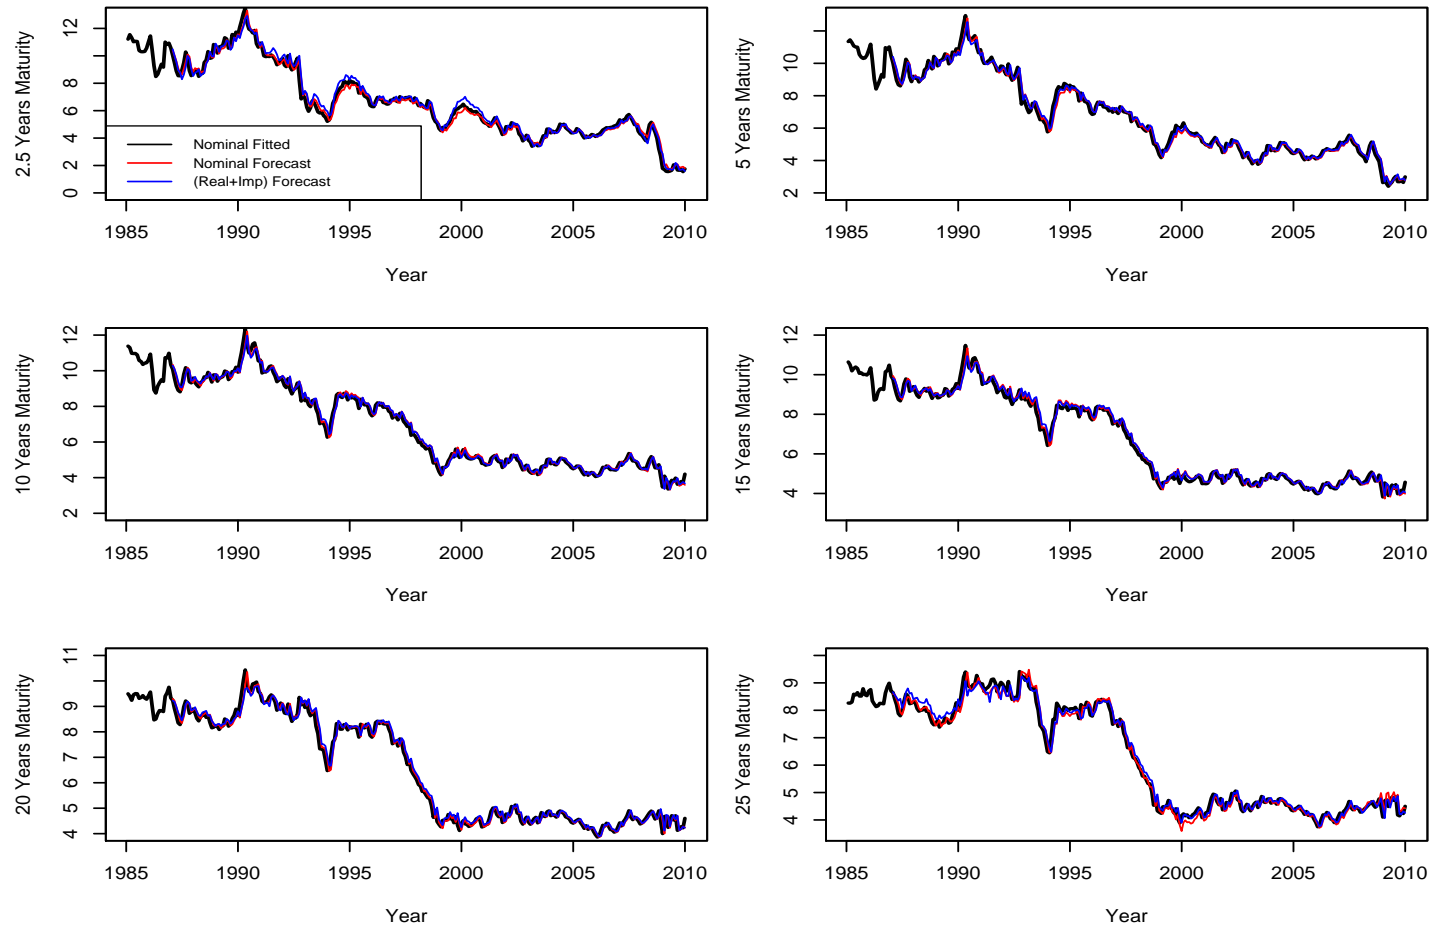 2.5 Years Maturity
0 2 4 6 8 12
Nominal Fitted
Nominal Forecast
(Real+Imp) Forecast
1985 1990 1995 2000 2005 2010
Year
5 Years Maturity
2 4 6 8 10
1985 1990 1995 2000 2005 2010
Year
10 Years Maturity
2 4 6 8 10 12
1985 1990 1995 2000 2005 2010
Year
15 Years Maturity
4 6 8 10 12
1985 1990 1995 2000 2005 2010
Year
20 Years Maturity
4 5 6 7 8 9 11
1985 1990 1995 2000 2005 2010
Year
25 Years Maturity
4 5 6 7 8 9
1985 1990 1995 2000 2005 2010
Year